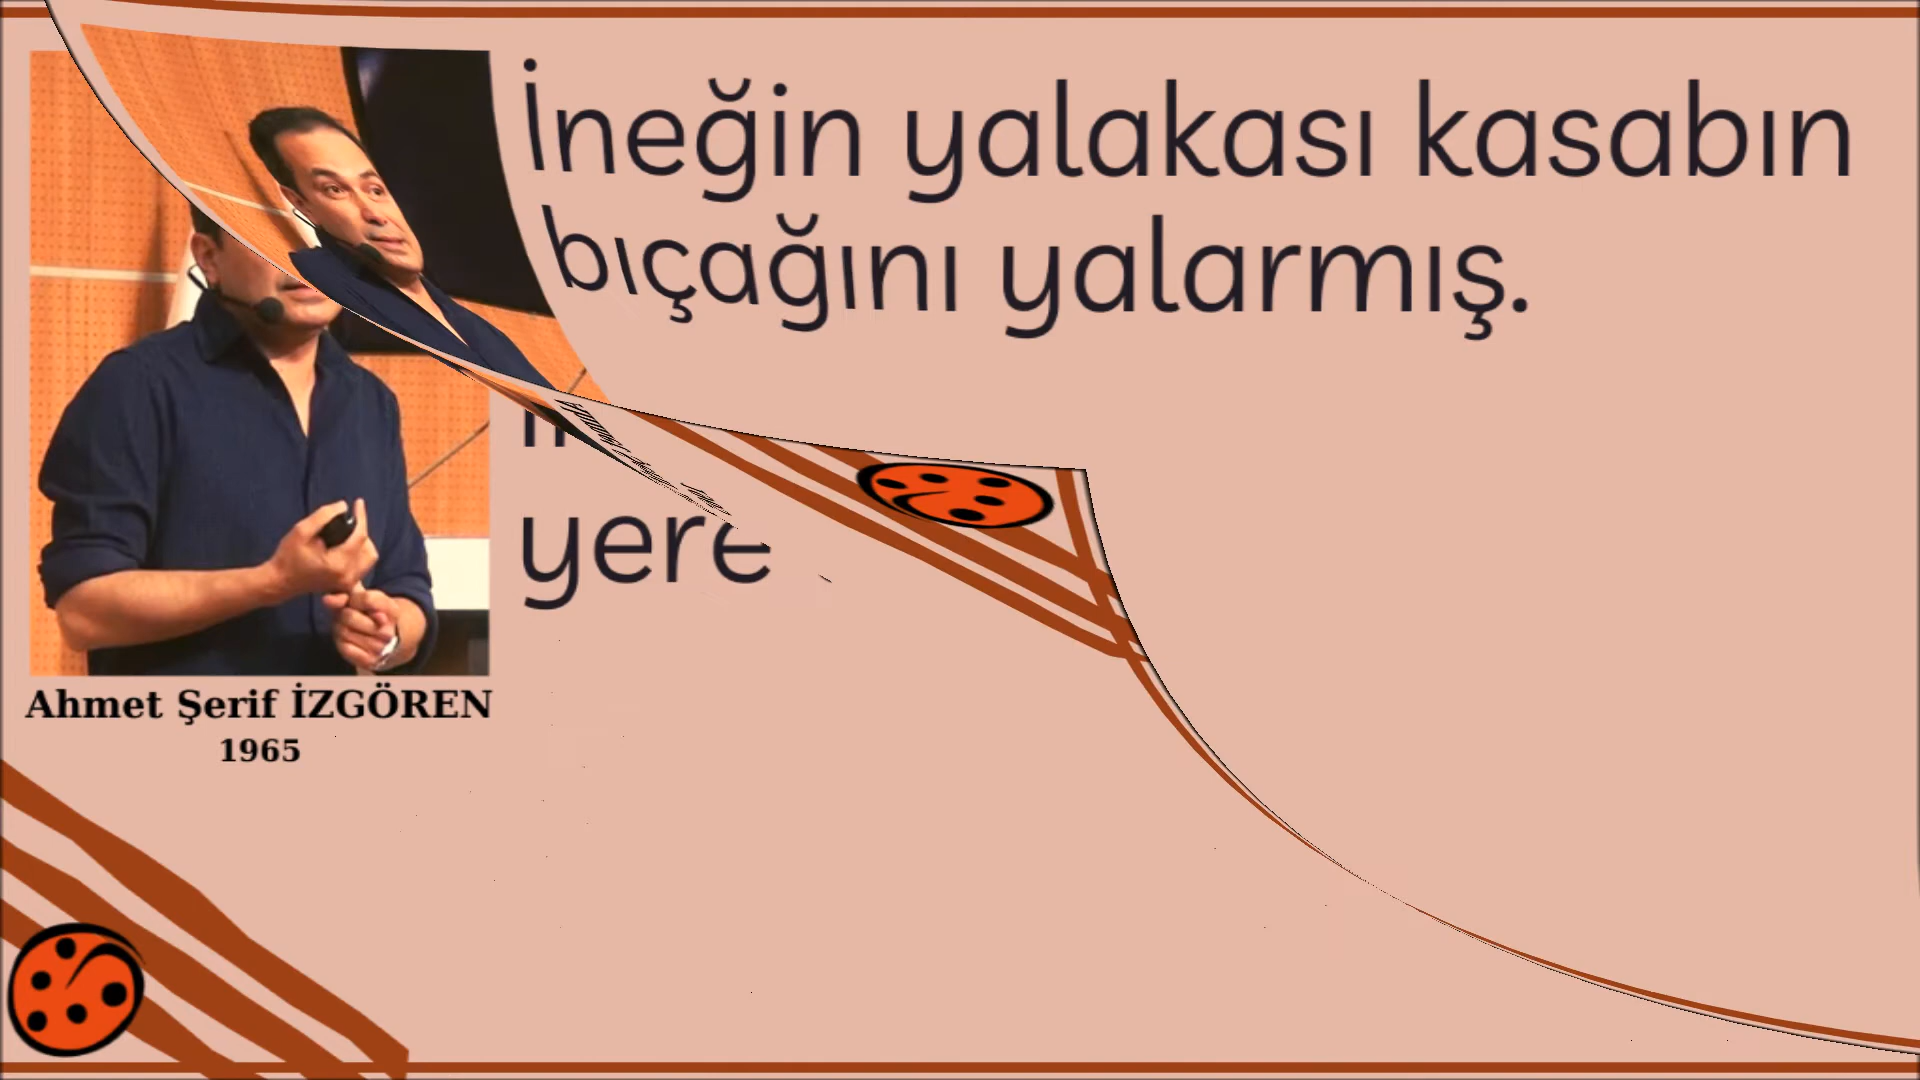 İneğin yalakası kasabın
bıçağını yalarmış.
yere
Ahmet Şerif İZGÖREN
1965